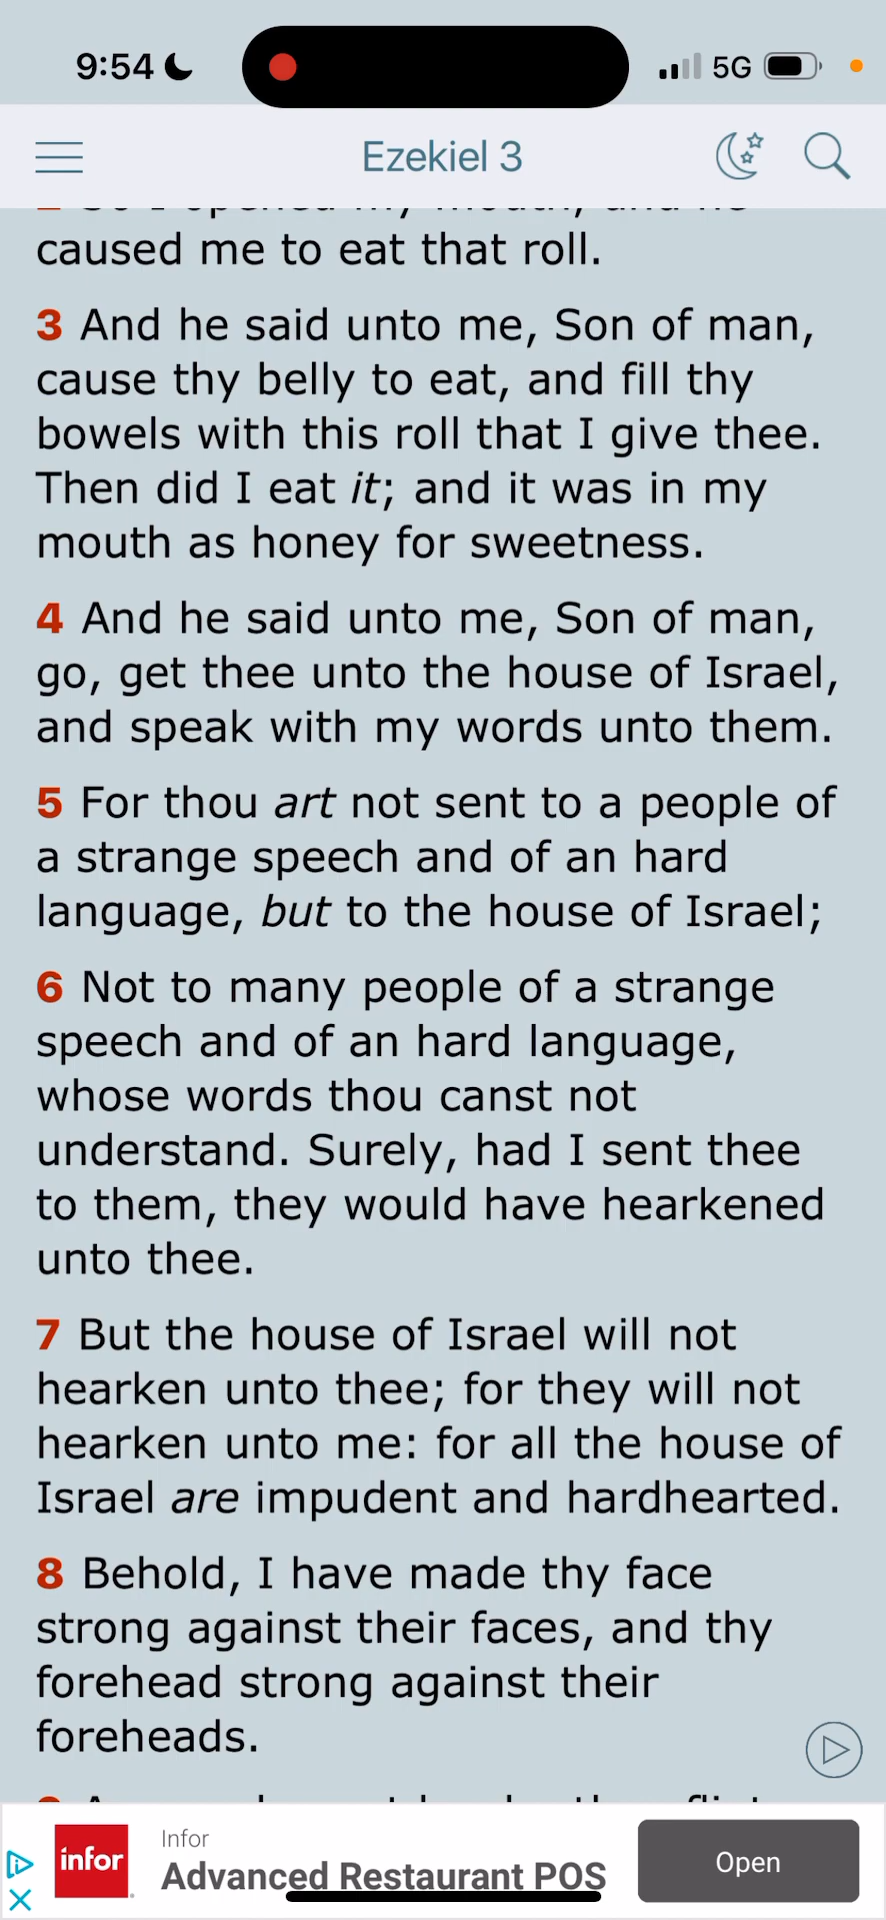 9:54
5G
Ezekiel 3
caused me to eat that roll.
3 And he said unto me, Son of man,
cause thy belly to eat, and fill thy
bowels with this roll that I give thee.
Then did I eat it; and it was in my
mouth as honey for sweetness.
4 And he said unto me, Son of man,
go, get thee unto the house of Israel,
and speak with my words unto them.
5 For thou art not sent to a people of
a strange speech and of an hard
language, but to the house of Israel;
6 Not to many people of a strange
speech and of an hard language,
whose words thou canst not
understand. Surely, had I sent thee
to them, they would have hearkened
unto thee.
7 But the house of Israel will not
hearken unto thee; for they will not
hearken unto me: for all the house of
Israel are impudent and hardhearted.
8 Behold, I have made thy face
strong against their faces, and thy
forehead strong against their
foreheads.
infor
Infor
Advanced Restaurant POS
Open